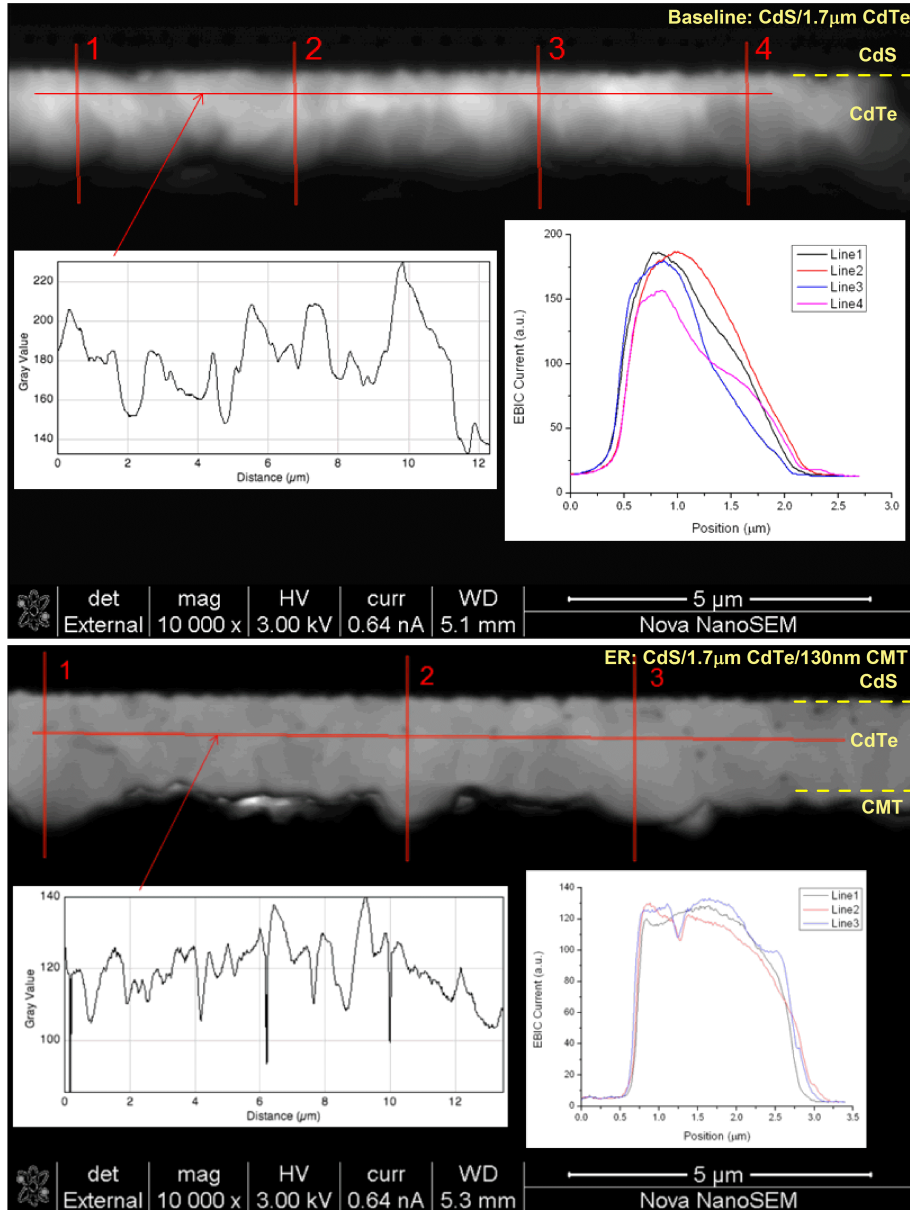 Baseline: CdS/1.7μm CdTe
1
2
3
4
CdS
CdTe
230
200
180
160
140
Gray Value
0
2
4
6
8
10
12
Distance (μm)
200
150
100
50
0
EBIC Current (a.u.)
Line1
Line2
Line3
Line4
0.0
0.5
1.0
1.5
2.0
2.5
3.0
Position (μm)
det mag HV curr WD 5 μm
External 10 000 x 3.00 kV 0.64 nA 5.1 mm Nova NanoSEM
ER: CdS/1.7μm CdTe/130nm CMT
1
2
3
CdS
CdTe
CMT
140
120
100
Gray Value
0
2
4
6
8
10
12
Distance (μm)
140
120
100
80
60
40
20
0
EBIC Current (a.u.)
Line1
Line2
Line3
0.0
0.5
1.0
1.5
2.0
2.5
3.0
3.5
Position (μm)
det mag HV curr WD 5 μm
External 10 000 x 3.00 kV 0.64 nA 5.3 mm Nova NanoSEM